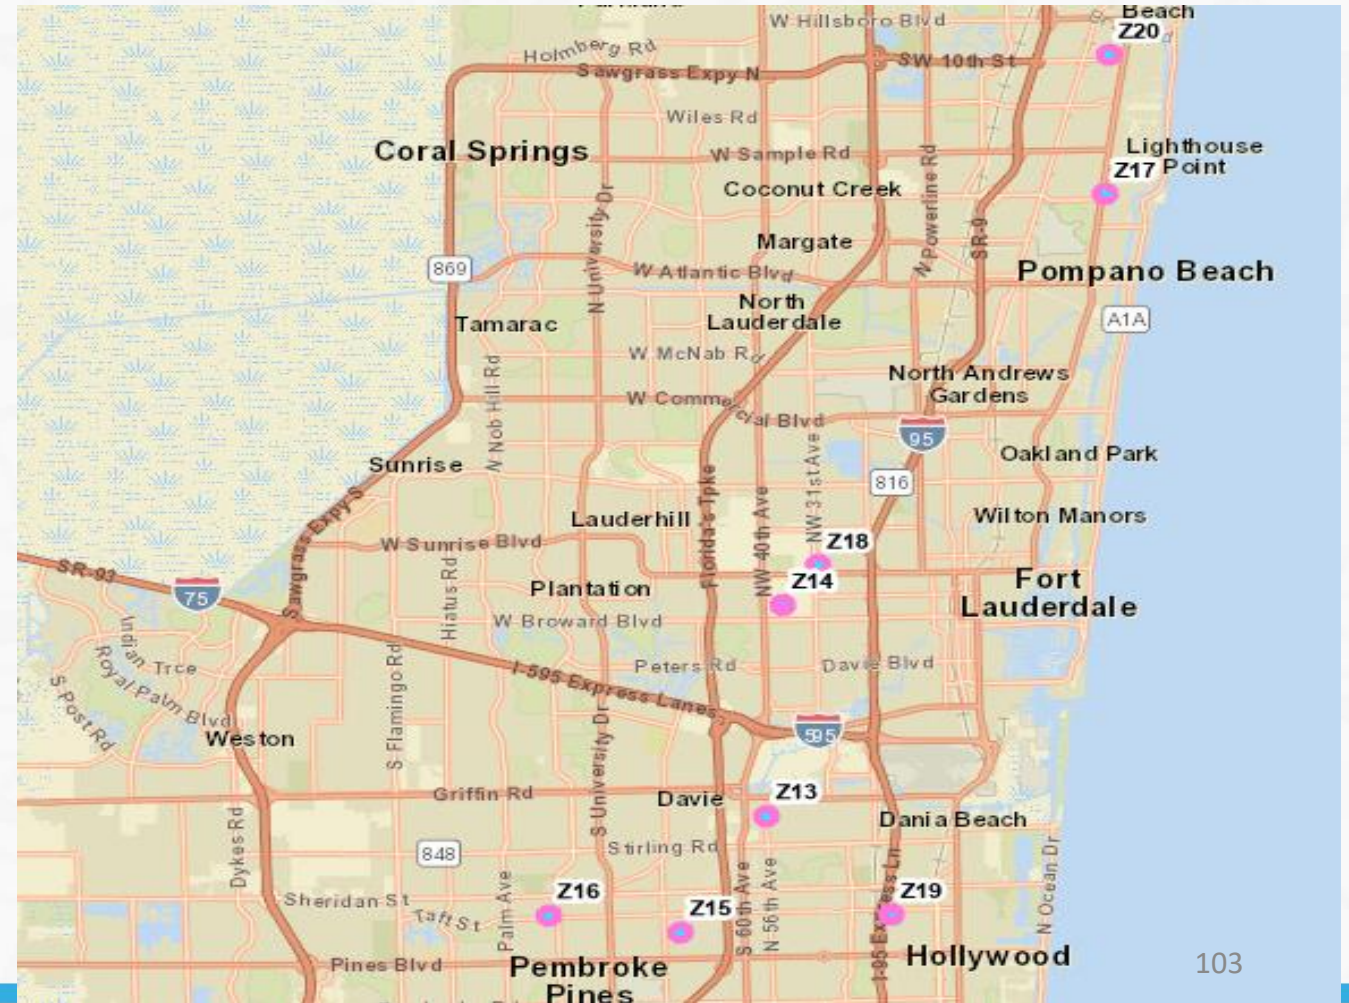 W Hillsboro Blvd
Beach
Z20
Holmberg Rd
Sawgrass Expy N
SW 10th St
Wiles Rd
Coral Springs
W Sample Rd
N Powerline Rd
Lighthouse
Point
Z17
Coconut Creek
N University Dr
Margate
SR-9
869
W Atlantic Blvd
Pompano Beach
North
Lauderdale
Tamarac
A1A
W McNab Rd
N Nob Hill Rd
North Andrews
Gardens
W Commercial Blvd
95
Sunrise
NW 31st Ave
Oakland Park
816
Sawgrass Expy S
Florida's Tpke
NW 40th Ave
Lauderhill
Wilton Manors
W Sunrise Blvd
Z18
SR-93
75
Hiatus Rd
Plantation
Z14
Fort
Lauderdale
W Broward Blvd
Indian Trce
Royal Palm Blvd
S Post Rd
S Flamingo Rd
I-595 Express Lanes
Peters Rd
Davie Blvd
Weston
S University Dr
595
Griffin Rd
Davie
Z13
Dania Beach
Dykes Rd
848
Stirling Rd
N Ocean Dr
Sheridan St
Taft St
Palm Ave
Z16
Z15
S 60th Ave
N 56th Ave
I-95 Express Ln
Z19
Hollywood
Pines Blvd
Pembroke
Pines
103